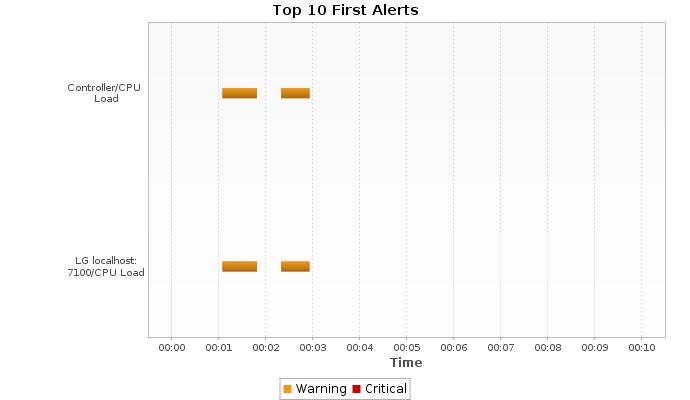 Top 10 First Alerts
Controller/CPU
Load
LG localhost:
7100/CPU Load
00:00 00:01 00:02 00:03 00:04 00:05 00:06 00:07 00:08 00:09 00:10
Time
Warning Critical